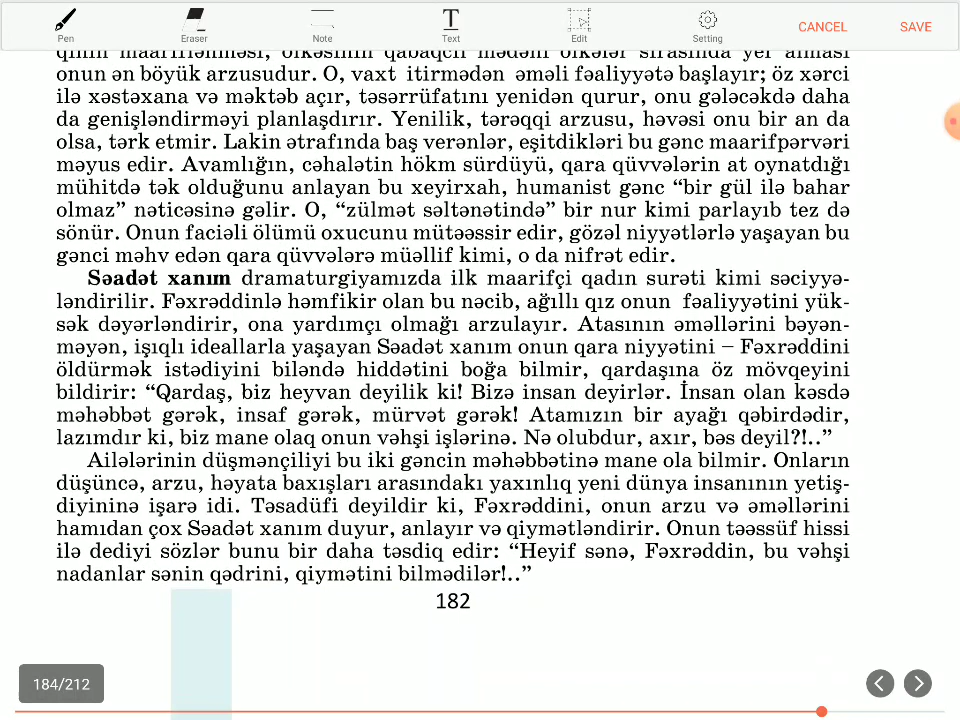 Pen
Eraser
Note
Text
Edit
Setting
CANCEL
SAVE
qinin maariflənməsi, ölkəsinin qabaqcıl mədəni ölkələr sırasında yer alması
onun ən böyük arzusudur. O, vaxt itirmədən əməli fəaliyyətə başlayır; öz xərci
ilə xəstəxana və məktəb açır, təsərrüfatını yenidən qurur, onu gələcəkdə daha
da genişləndirməyi planlaşdırır. Yenilik, tərəqqi arzusu, həvəsi onu bir an da
olsa, tərk etmir. Lakin ətrafında baş verənlər, eşitdikləri bu gənc maarifpərvəri
məyus edir. Avamlığın, cəhalətin hökm sürdüyü, qara qüvvələrin at oynatdığı
mühitdə tək olduğunu anlayan bu xeyirxah, humanist gənc “bir gül ilə bahar
olmaz” nəticəsinə gəlir. O, “zülmət səltənətində” bir nur kimi parlayıb tez də
sönür. Onun faciəli ölümü oxucunu mütəəssir edir, gözəl niyyətlərlə yaşayan bu
gənci məhv edən qara qüvvələrə müəllif kimi, o da nifrət edir.
Səadət xanım dramaturgiyamızda ilk maarifçi qadın surəti kimi səciyyə-
ləndirilir. Fəxrəddinlə həmfikir olan bu nəcib, ağıllı qız onun fəaliyyətini yük-
sək dəyərləndirir, ona yardımçı olmağı arzulayır. Atasının əməllərini bəyən-
məyən, işıqlı ideallarla yaşayan Səadət xanım onun qara niyyətini – Fəxrəddini
öldürmək istədiyini biləndə hiddətini boğa bilmir, qardaşına öz mövqeyini
bildirir: “Qardaş, biz heyvan deyilik ki! Bizə insan deyirlər. İnsan olan kəsdə
məhəbbət gərək, insaf gərək, mürvət gərək! Atamızın bir ayağı qəbirdədir,
lazımdır ki, biz mane olaq onun vəhşi işlərinə. Nə olubdur, axır, bəs deyil?!..”
Ailələrinin düşmənçiliyi bu iki gəncin məhəbbətinə mane ola bilmir. Onların
düşüncə, arzu, həyata baxışları arasındakı yaxınlıq yeni dünya insanının yetiş-
diyininə işarə idi. Təsadüfi deyildir ki, Fəxrəddini, onun arzu və əməllərini
hamıdan çox Səadət xanım duyur, anlayır və qiymətləndirir. Onun təəssüf hissi
ilə dediyi sözlər bunu bir daha təsdiq edir: “Heyif sənə, Fəxrəddin, bu vəhşi
nadanlar sənin qədrini, qiymətini bilmədilər!..”
182
184/212